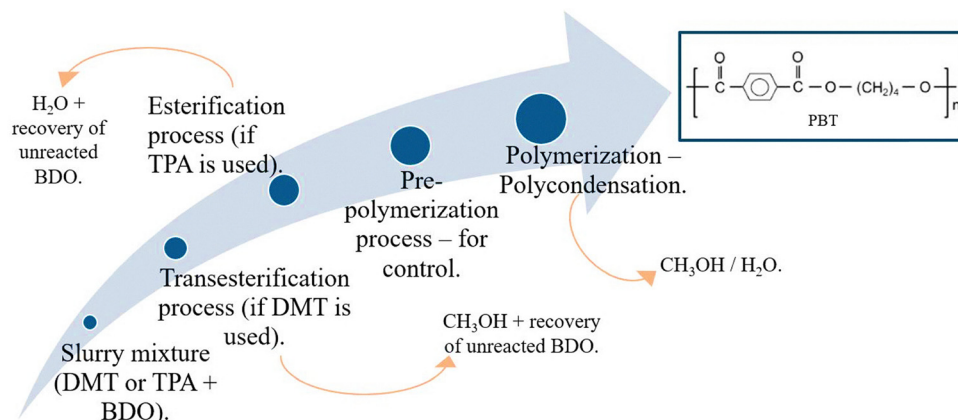 H₂O +
recovery of
unreacted
BDO.
Esterification
process (if
TPA is used).
Slurry mixture
(DMT or TPA +
BDO).
Transesterification
process (if DMT is
used).
CH₃OH + recovery
of unreacted BDO.
Pre-
polymerization
process – for
control.
Polymerization –
Polycondensation.
CH₃OH / H₂O.
O O
C C O (CH₂)₄ O n
PBT